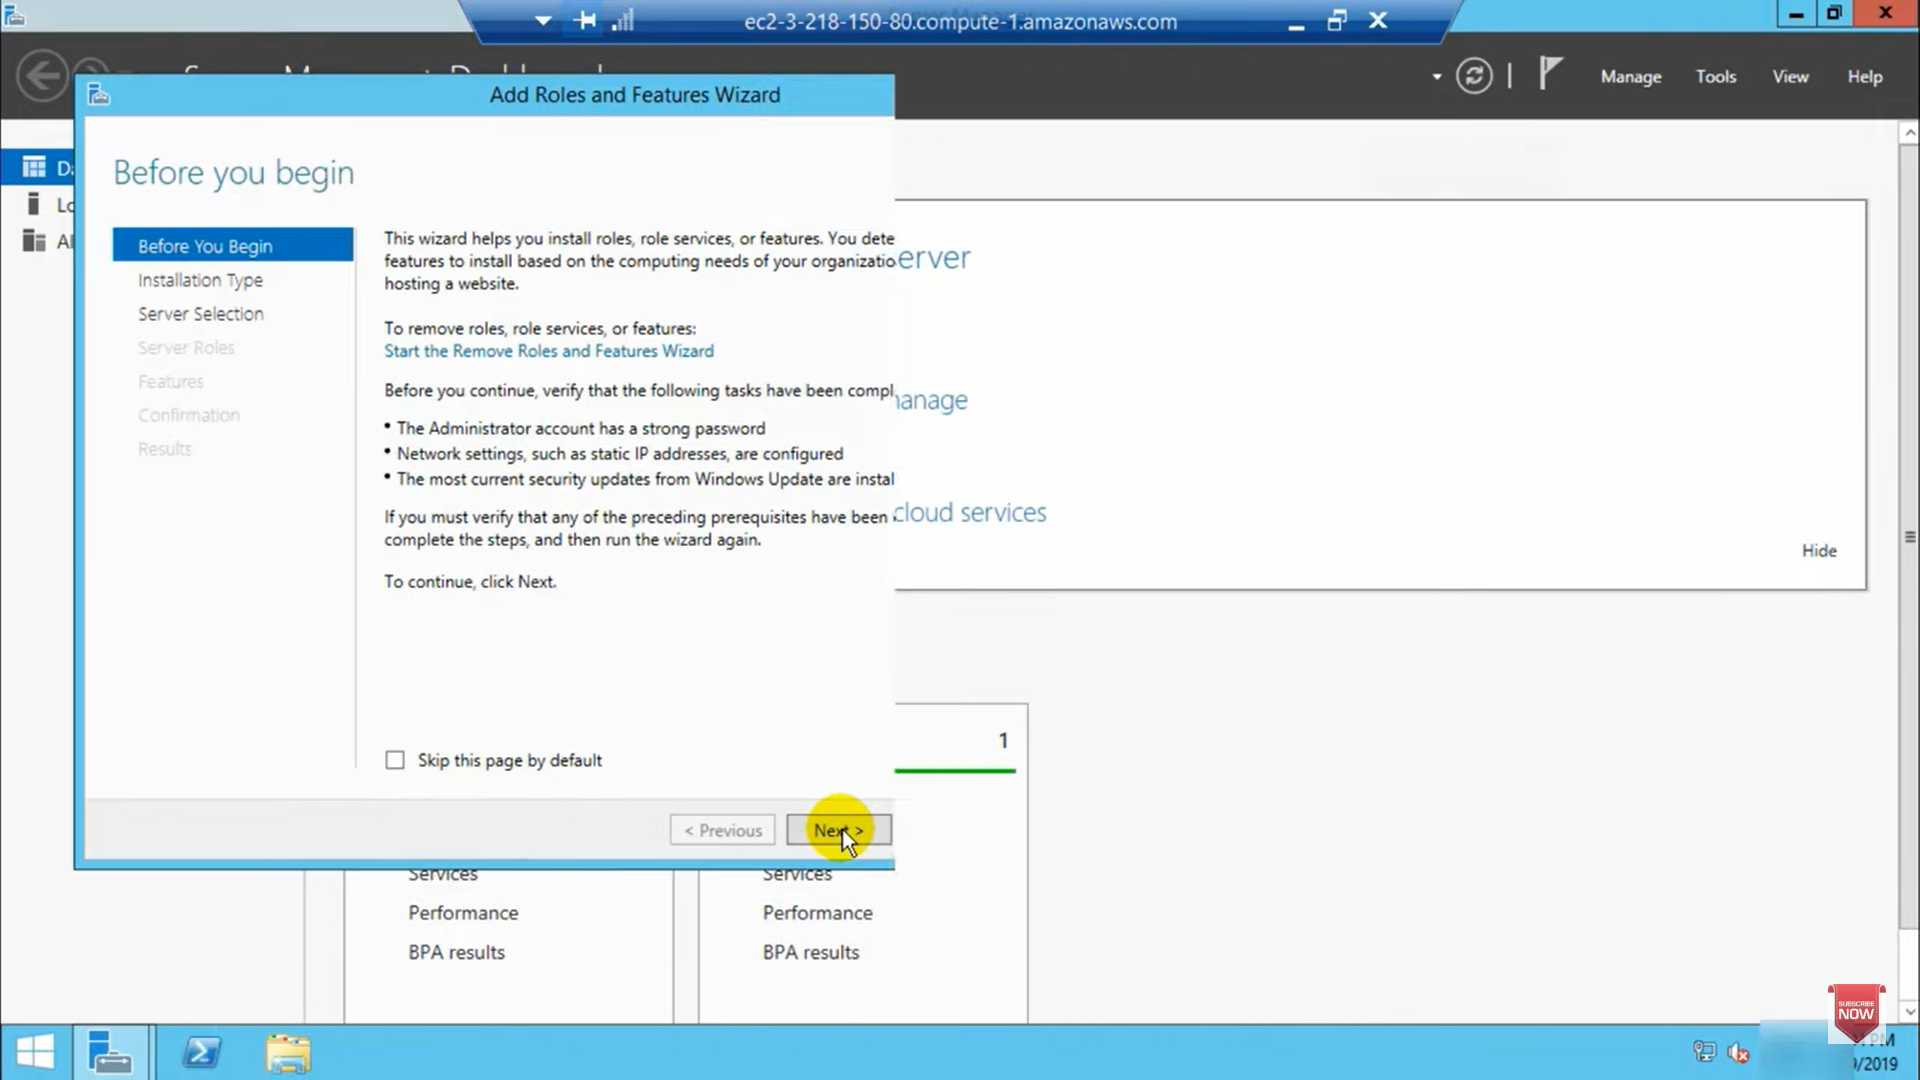 ec2-3-218-150-80.compute-1.amazonaws.com
Manage Tools View Help
Add Roles and Features Wizard
Before you begin
Before You Begin
Installation Type
Server Selection
Server Roles
Features
Confirmation
Results
This wizard helps you install roles, role services, or features. You dete
features to install based on the computing needs of your organizatio
hosting a website.
To remove roles, role services, or features:
Start the Remove Roles and Features Wizard
Before you continue, verify that the following tasks have been compl
• The Administrator account has a strong password
• Network settings, such as static IP addresses, are configured
• The most current security updates from Windows Update are instal
If you must verify that any of the preceding prerequisites have been
complete the steps, and then run the wizard again.
To continue, click Next.
Skip this page by default
< Previous
Next >
erver
anage
cloud services
Hide
1
Services
Performance
BPA results
Services
Performance
BPA results
SUBSCRIBE
NOW
PM
/2019